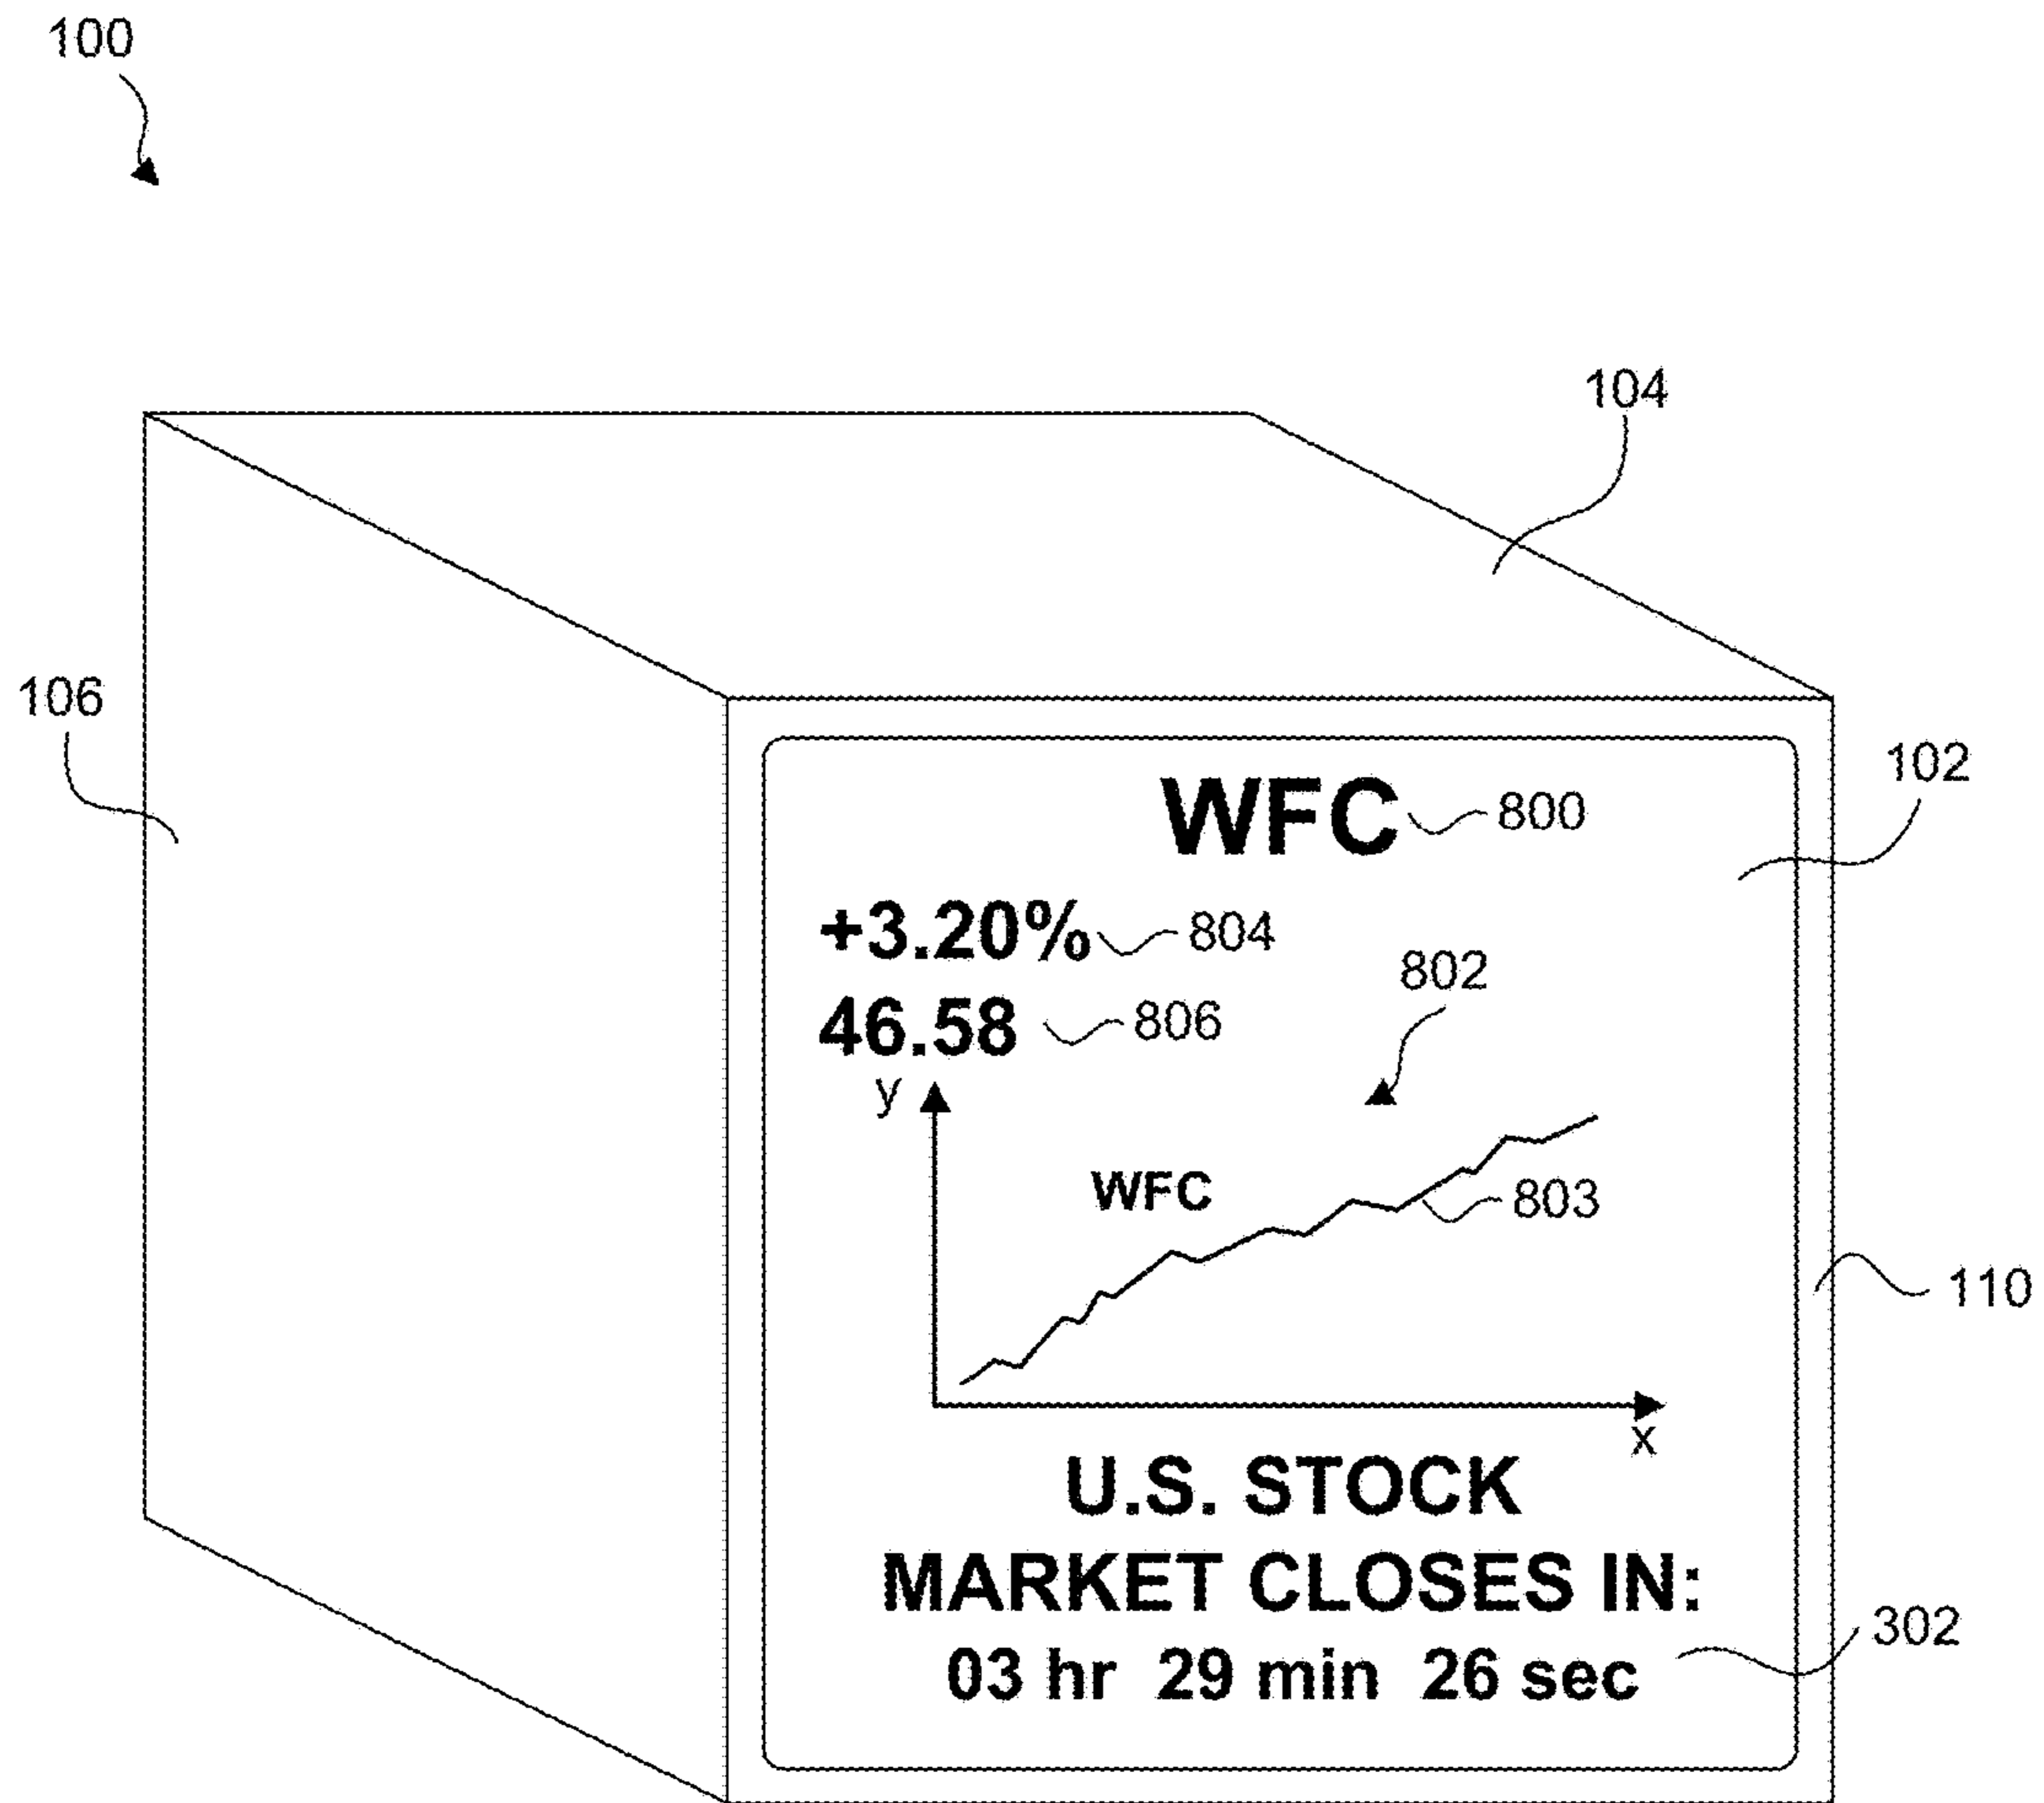 100
104
106
102
WFC 800
+3.20% 804
802
46.58 806
y
WFC
803
110
x
U.S. STOCK
MARKET CLOSES IN:
302
03 hr 29 min 26 sec